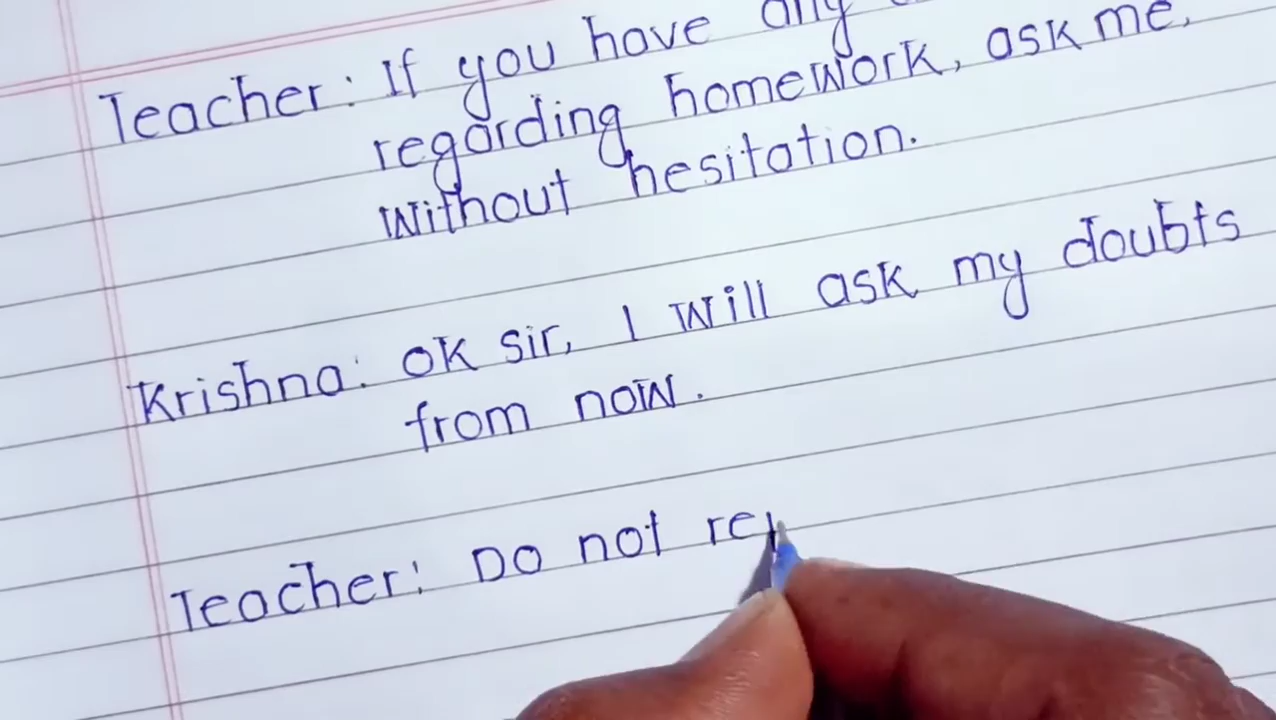 Teacher: If you have any
regarding homework, ask me,
without hesitation.
Krishna: OK sir, I will ask my doubts
from now.
Teacher: Do not